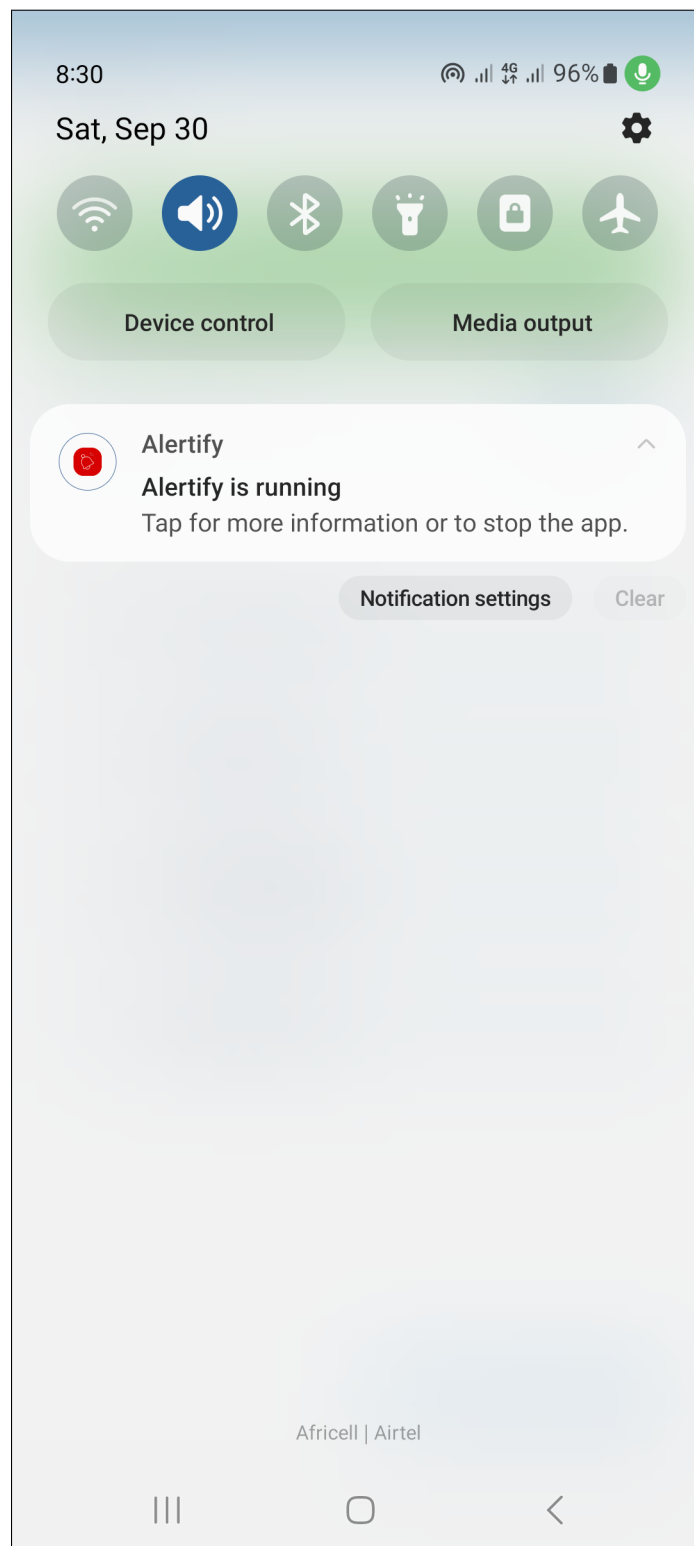 8:30
4G
96%
Sat, Sep 30
Device control
Media output
Alertify
Alertify is running
Tap for more information or to stop the app.
Notification settings
Clear
Africell | Airtel